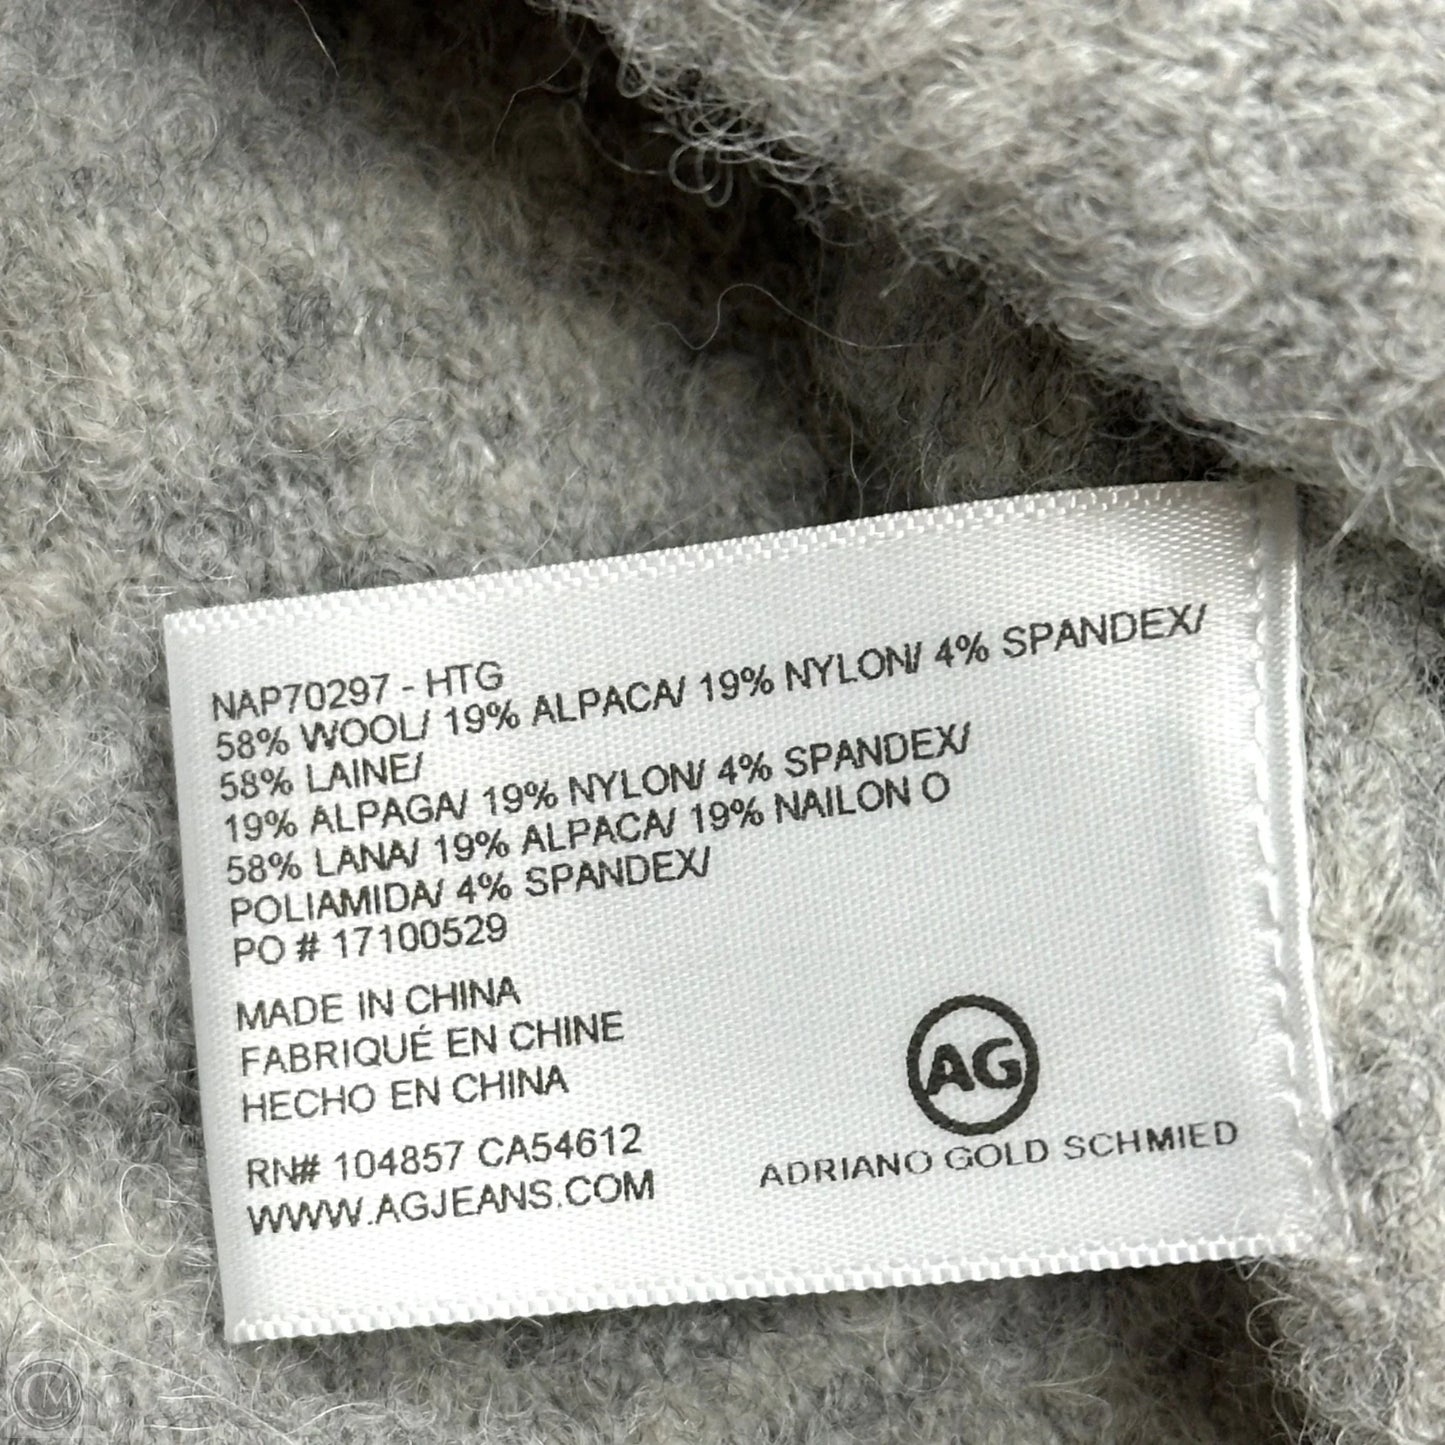 NAP70297 - HTG
58% WOOL/ 19% ALPACA/ 19% NYLON/ 4% SPANDEX/
58% LAINE/
19% ALPAGA/ 19% NYLON/ 4% SPANDEX/
58% LANA/ 19% ALPACA/ 19% NAILON O
POLIAMIDA/ 4% SPANDEX/
PO # 17100529
MADE IN CHINA
FABRIQUÉ EN CHINE
HECHO EN CHINA
RN# 104857 CA54612
WWW.AGJEANS.COM
AG
ADRIANO GOLD SCHMIED